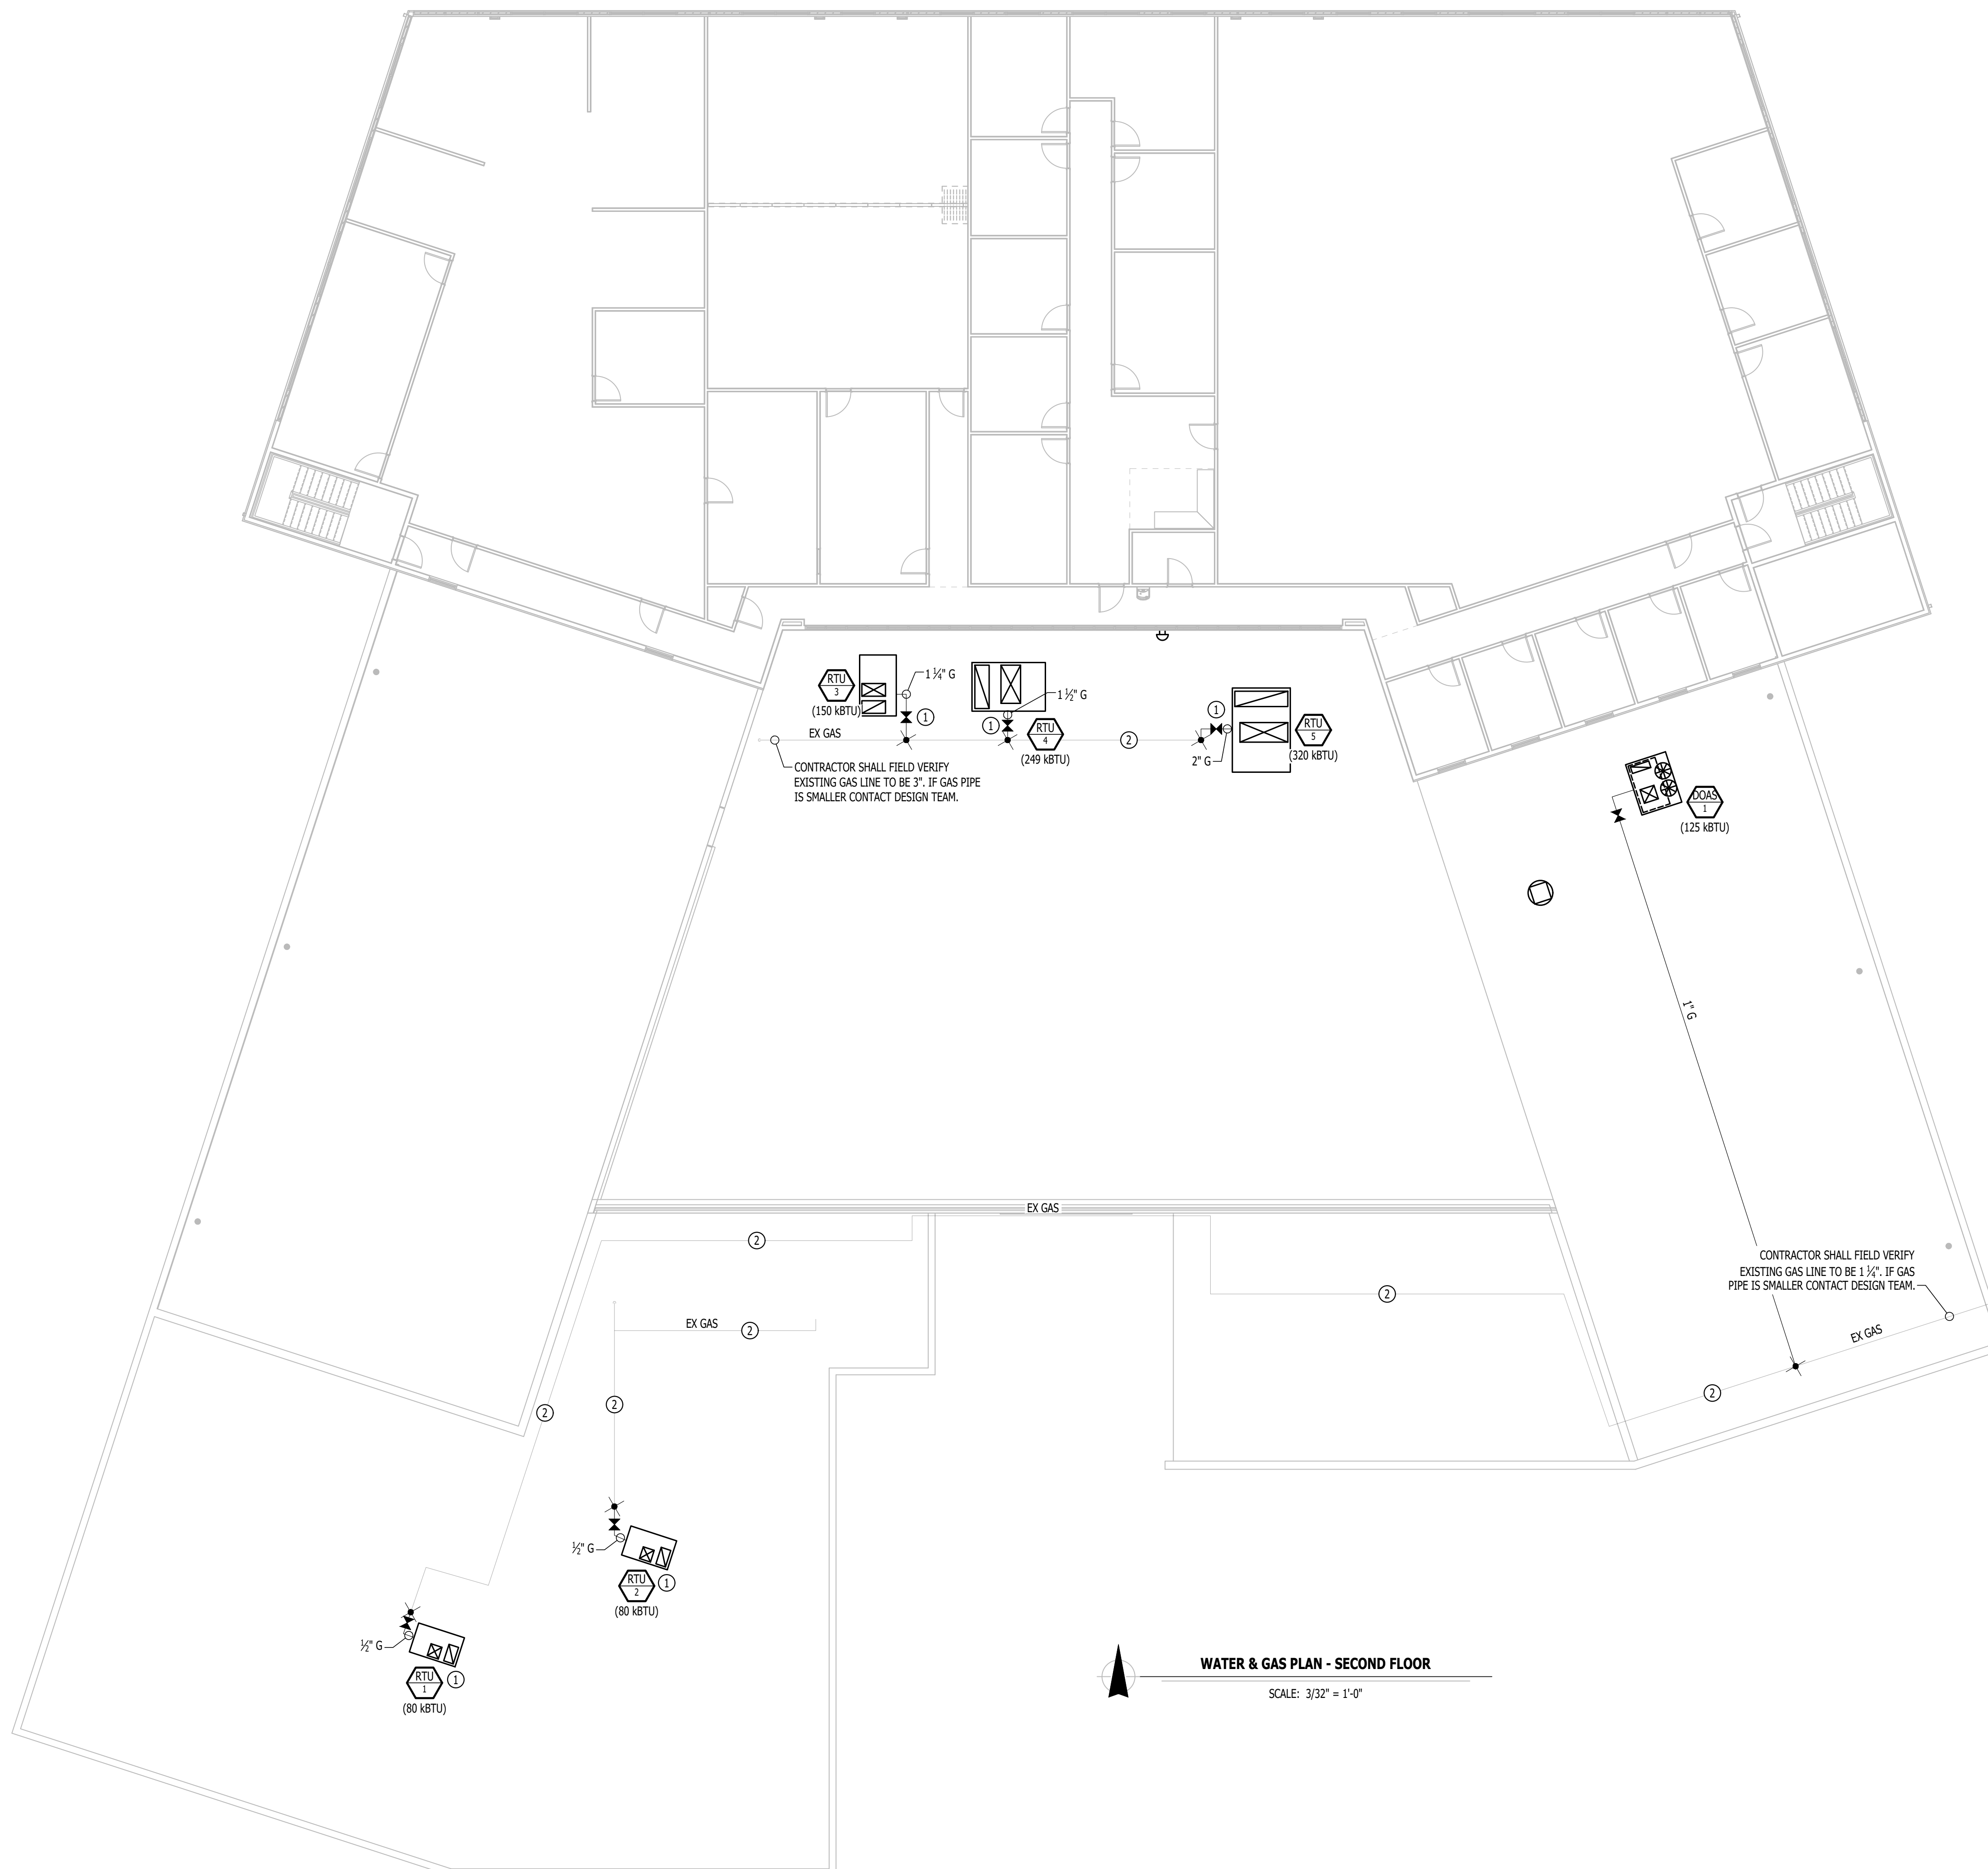 RTU
3
(150 kBTU)
1 ¼" G
1
EX GAS
CONTRACTOR SHALL FIELD VERIFY
EXISTING GAS LINE TO BE 3". IF GAS PIPE
IS SMALLER CONTACT DESIGN TEAM.
1 ½" G
1
RTU
4
(249 kBTU)
2
1
2" G
RTU
5
(320 kBTU)
DOAS
1
(125 kBTU)
1" G
EX GAS
2
2
CONTRACTOR SHALL FIELD VERIFY
EXISTING GAS LINE TO BE 1 ¼". IF GAS
PIPE IS SMALLER CONTACT DESIGN TEAM.
EX GAS
2
EX GAS
2
2
2
½" G
RTU
2
1
(80 kBTU)
½" G
RTU
1
1
(80 kBTU)
WATER & GAS PLAN - SECOND FLOOR
SCALE: 3/32" = 1'-0"